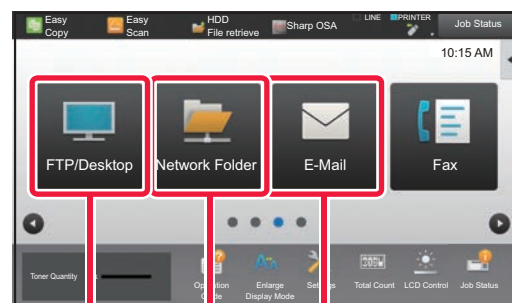 Easy
Copy
Easy
Scan
HDD
File retrieve
Sharp OSA
LINE
PRINTER
Job Status
10:15 AM
FTP/Desktop
Network Folder
E-Mail
Fax
Toner Quantity
Operation
Guide
Enlarge
Display Mode
Settings
Total Count
LCD Control
Job Status